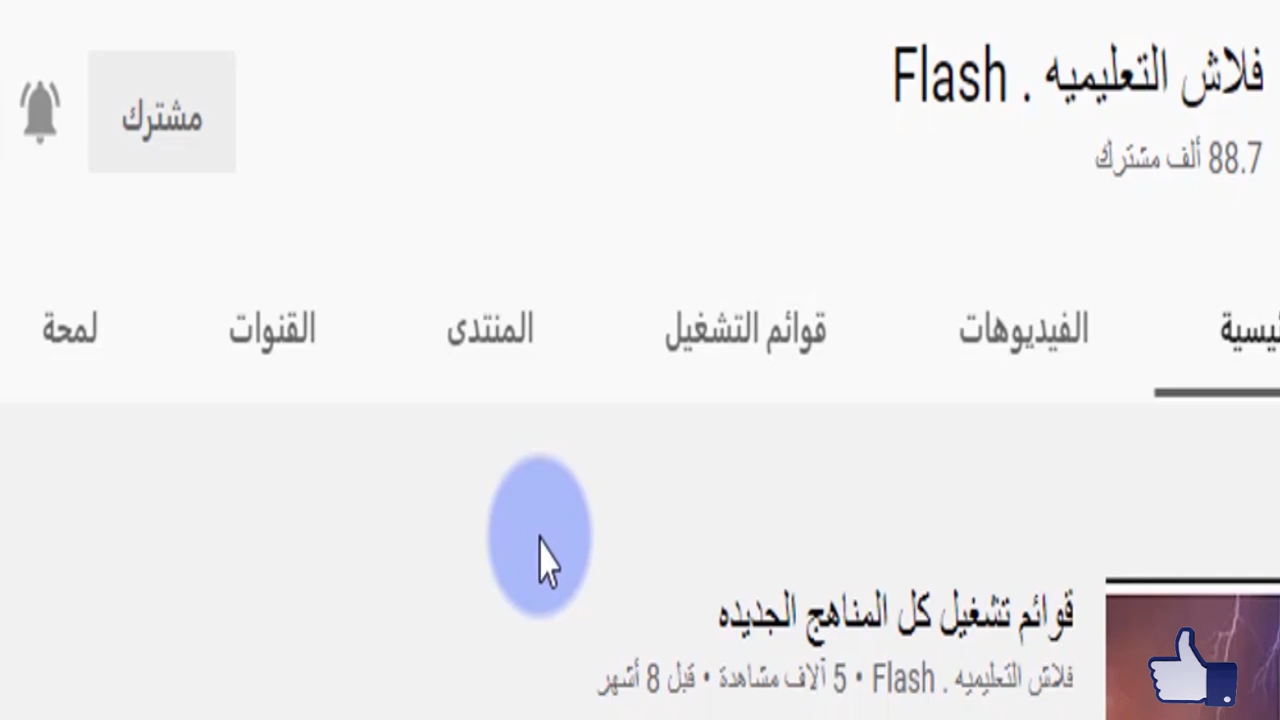 فلاش التعليميه . Flash
88.7 ألف مشترك
مشترك
الفيديوهات
قوائم التشغيل
المنتدى
القنوات
لمحة
قوائم تشغيل كل المناهج الجديده
فلاش التعليميه . Flash • 5 آلاف مشاهدة • قبل 8 أشهر